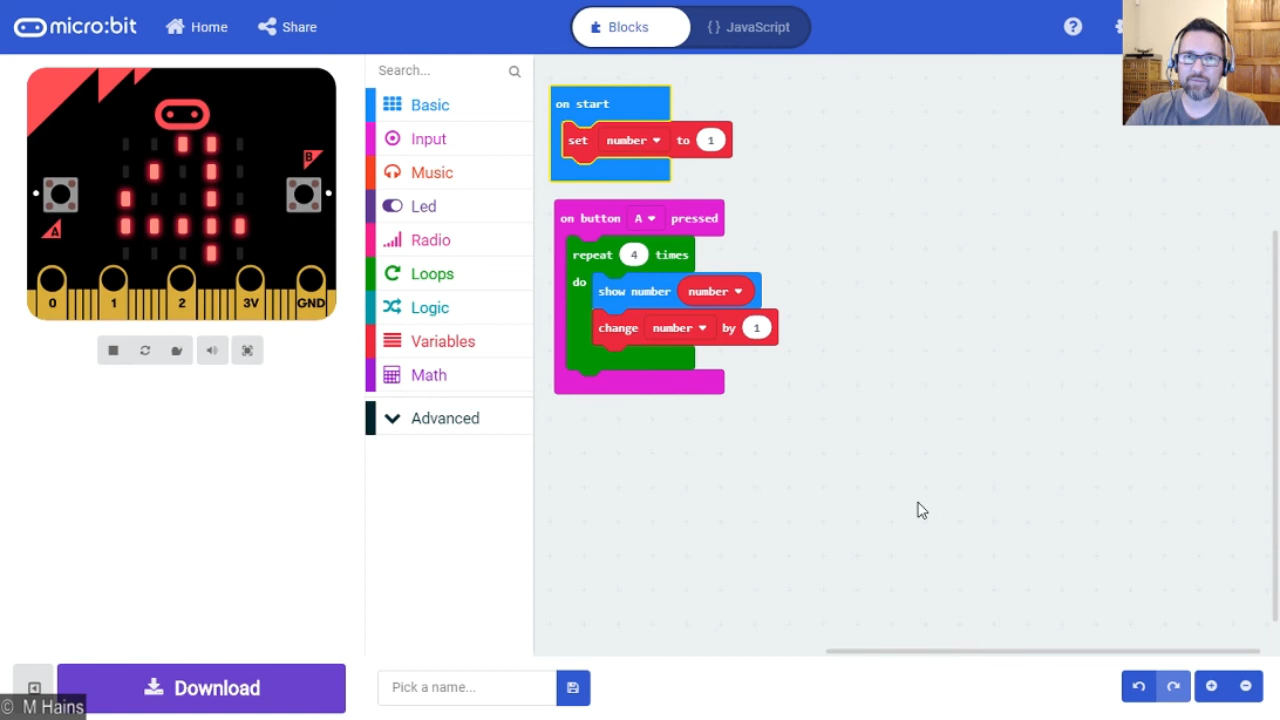 micro:bit
Home
Share
Blocks
{ } JavaScript
Search...
Basic
Input
Music
Led
Radio
Loops
Logic
Variables
Math
Advanced
on start
set number to 1
on button A pressed
repeat 4 times
do
show number number
change number by 1
A
B
0 1 2 3V GND
Download
Pick a name...
© M Hains